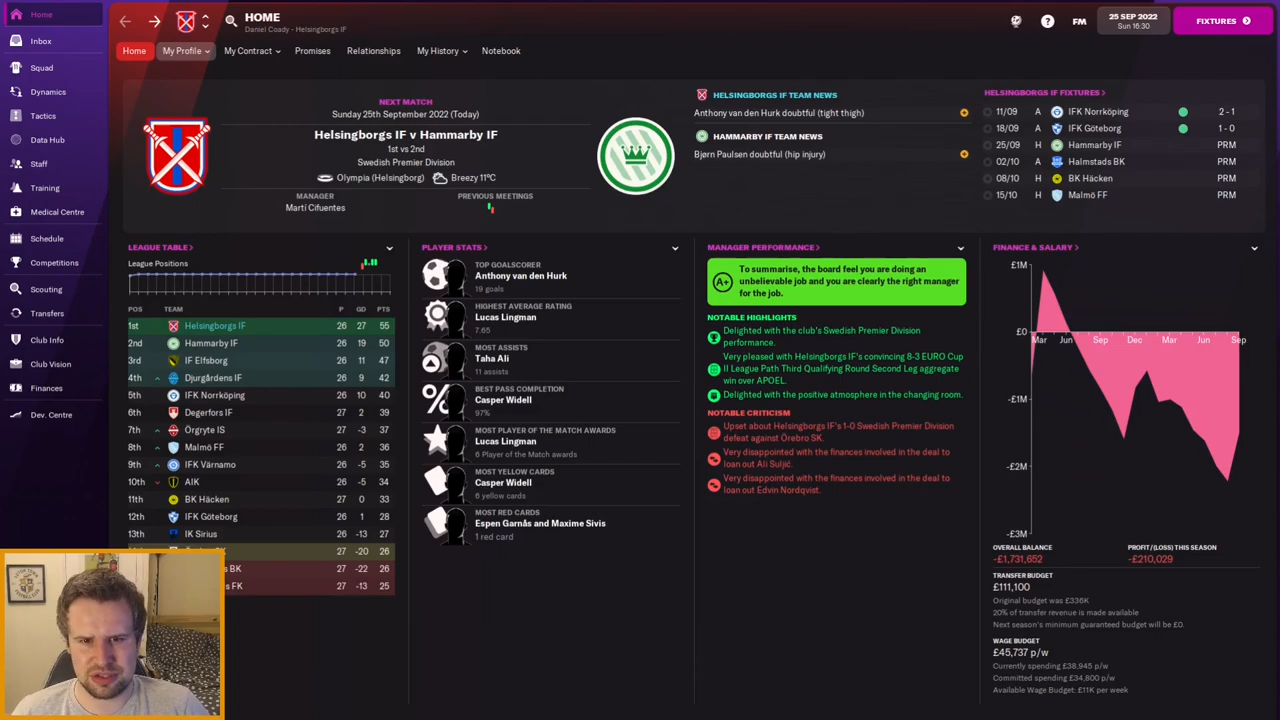 Home
Inbox
Squad
Dynamics
Tactics
Data Hub
Staff
Training
Medical Centre
Schedule
Competitions
Scouting
Transfers
Club Info
Club Vision
Finances
Dev. Centre
HOME
Daniel Coady - Helsingborgs IF
FM
25 SEP 2022
Sun 16:30
FIXTURES
Home
My Profile
My Contract
Promises
Relationships
My History
Notebook
NEXT MATCH
Sunday 25th September 2022 (Today)
Helsingborgs IF v Hammarby IF
1st vs 2nd
Swedish Premier Division
Olympia (Helsingborg) Breezy 11°C
MANAGER
Martí Cifuentes
PREVIOUS MEETINGS
HELSINGBORGS IF TEAM NEWS
Anthony van den Hurk doubtful (tight thigh)
HAMMARBY IF TEAM NEWS
Bjørn Paulsen doubtful (hip injury)
HELSINGBORGS IF FIXTURES >
11/09 A IFK Norrköping 2 - 1
18/09 A IFK Göteborg 1 - 0
25/09 H Hammarby IF PRM
02/10 A Halmstads BK PRM
08/10 H BK Häcken PRM
15/10 H Malmö FF PRM
LEAGUE TABLE >
League Positions
POS TEAM P GD PTS
1st Helsingborgs IF 26 27 55
2nd Hammarby IF 26 19 50
3rd IF Elfsborg 26 11 47
4th Djurgårdens IF 26 9 42
5th IFK Norrköping 26 10 40
6th Degerfors IF 27 2 39
7th Örgryte IS 27 -3 37
8th Malmö FF 26 2 36
9th IFK Värnamo 26 -5 35
10th AIK 26 -5 34
11th BK Häcken 27 0 33
12th IFK Göteborg 26 1 28
13th IK Sirius 27 -13 27
27 -20 26
BK 27 -22 26
FK 27 -13 25
PLAYER STATS >
TOP GOALSCORER
Anthony van den Hurk
19 goals
HIGHEST AVERAGE RATING
Lucas Lingman
7.65
MOST ASSISTS
Taha Ali
11 assists
BEST PASS COMPLETION
Casper Widell
97%
MOST PLAYER OF THE MATCH AWARDS
Lucas Lingman
6 Player of the Match awards
MOST YELLOW CARDS
Casper Widell
6 yellow cards
MOST RED CARDS
Espen Garnås and Maxime Sivis
1 red card
MANAGER PERFORMANCE >
A+
To summarise, the board feel you are doing an
unbelievable job and you are clearly the right manager
for the job.
NOTABLE HIGHLIGHTS
Delighted with the club's Swedish Premier Division
performance.
Very pleased with Helsingborgs IF's convincing 8-3 EURO Cup
II League Path Third Qualifying Round Second Leg aggregate
win over APOEL.
Delighted with the positive atmosphere in the changing room.
NOTABLE CRITICISM
Upset about Helsingborgs IF's 1-0 Swedish Premier Division
defeat against Örebro SK.
Very disappointed with the finances involved in the deal to
loan out Ali Suljić.
Very disappointed with the finances involved in the deal to
loan out Edvin Nordqvist.
FINANCE & SALARY >
£1M
£0
-£1M
-£2M
-£3M
Mar Jun Sep Dec Mar Jun Sep
OVERALL BALANCE
-£1,731,652
PROFIT/(LOSS) THIS SEASON
-£210,029
TRANSFER BUDGET
£111,100
Original budget was £336K
20% of transfer revenue is made available
Next season's minimum guaranteed budget will be £0.
WAGE BUDGET
£45,737 p/w
Currently spending £38,945 p/w
Committed spending £34,800 p/w
Available Wage Budget: £11K per week